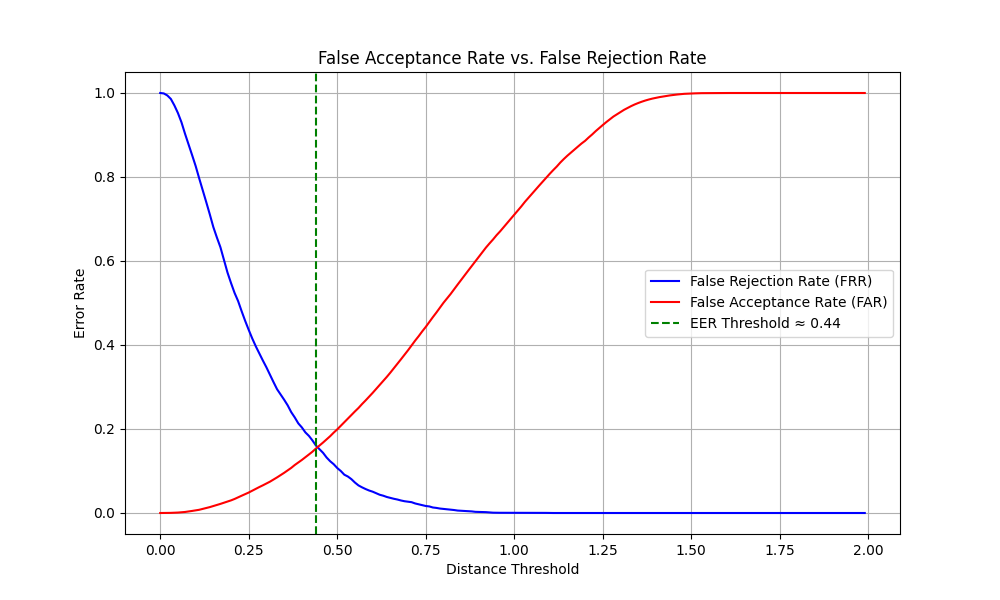 False Acceptance Rate vs. False Rejection Rate
1.0
0.8
0.6
0.4
0.2
0.0
Error Rate
False Rejection Rate (FRR)
False Acceptance Rate (FAR)
EER Threshold ≈ 0.44
0.00 0.25 0.50 0.75 1.00 1.25 1.50 1.75 2.00
Distance Threshold